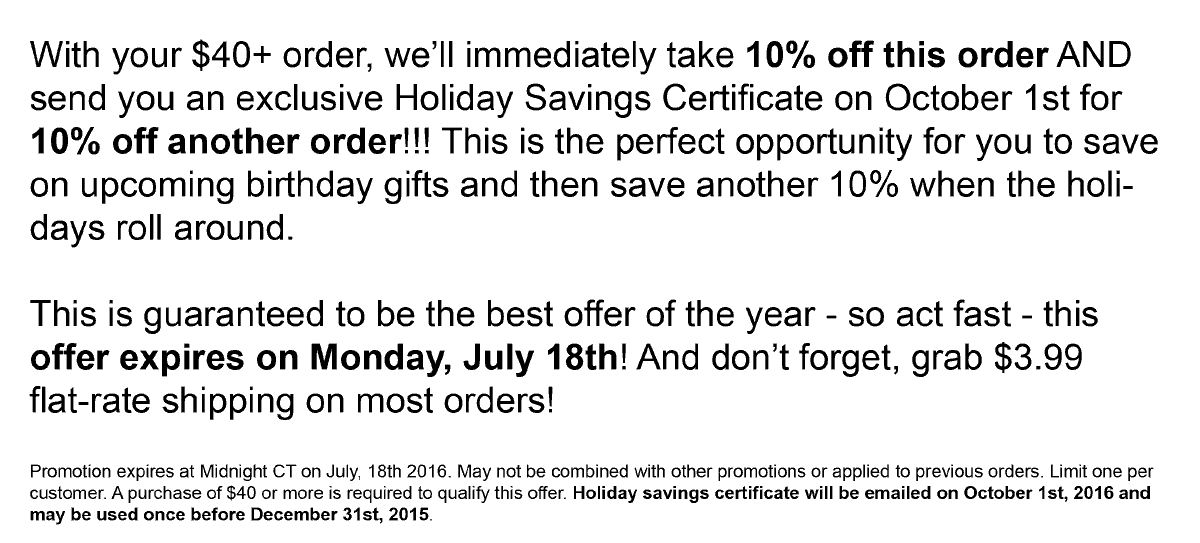 With your $40+ order, we’ll immediately take 10% off this order AND
send you an exclusive Holiday Savings Certificate on October 1st for
10% off another order!!! This is the perfect opportunity for you to save
on upcoming birthday gifts and then save another 10% when the holi-
days roll around.
This is guaranteed to be the best offer of the year - so act fast - this
offer expires on Monday, July 18th! And don’t forget, grab $3.99
flat-rate shipping on most orders!
Promotion expires at Midnight CT on July, 18th 2016. May not be combined with other promotions or applied to previous orders. Limit one per
customer. A purchase of $40 or more is required to qualify this offer. Holiday savings certificate will be emailed on October 1st, 2016 and
may be used once before December 31st, 2015.